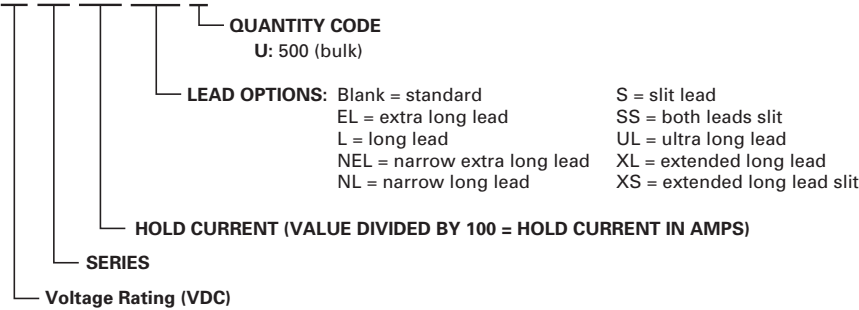 QUANTITY CODE
U: 500 (bulk)
LEAD OPTIONS: Blank = standard S = slit lead
EL = extra long lead SS = both leads slit
L = long lead UL = ultra long lead
NEL = narrow extra long lead XL = extended long lead
NL = narrow long lead XS = extended long lead slit
HOLD CURRENT (VALUE DIVIDED BY 100 = HOLD CURRENT IN AMPS)
SERIES
Voltage Rating (VDC)